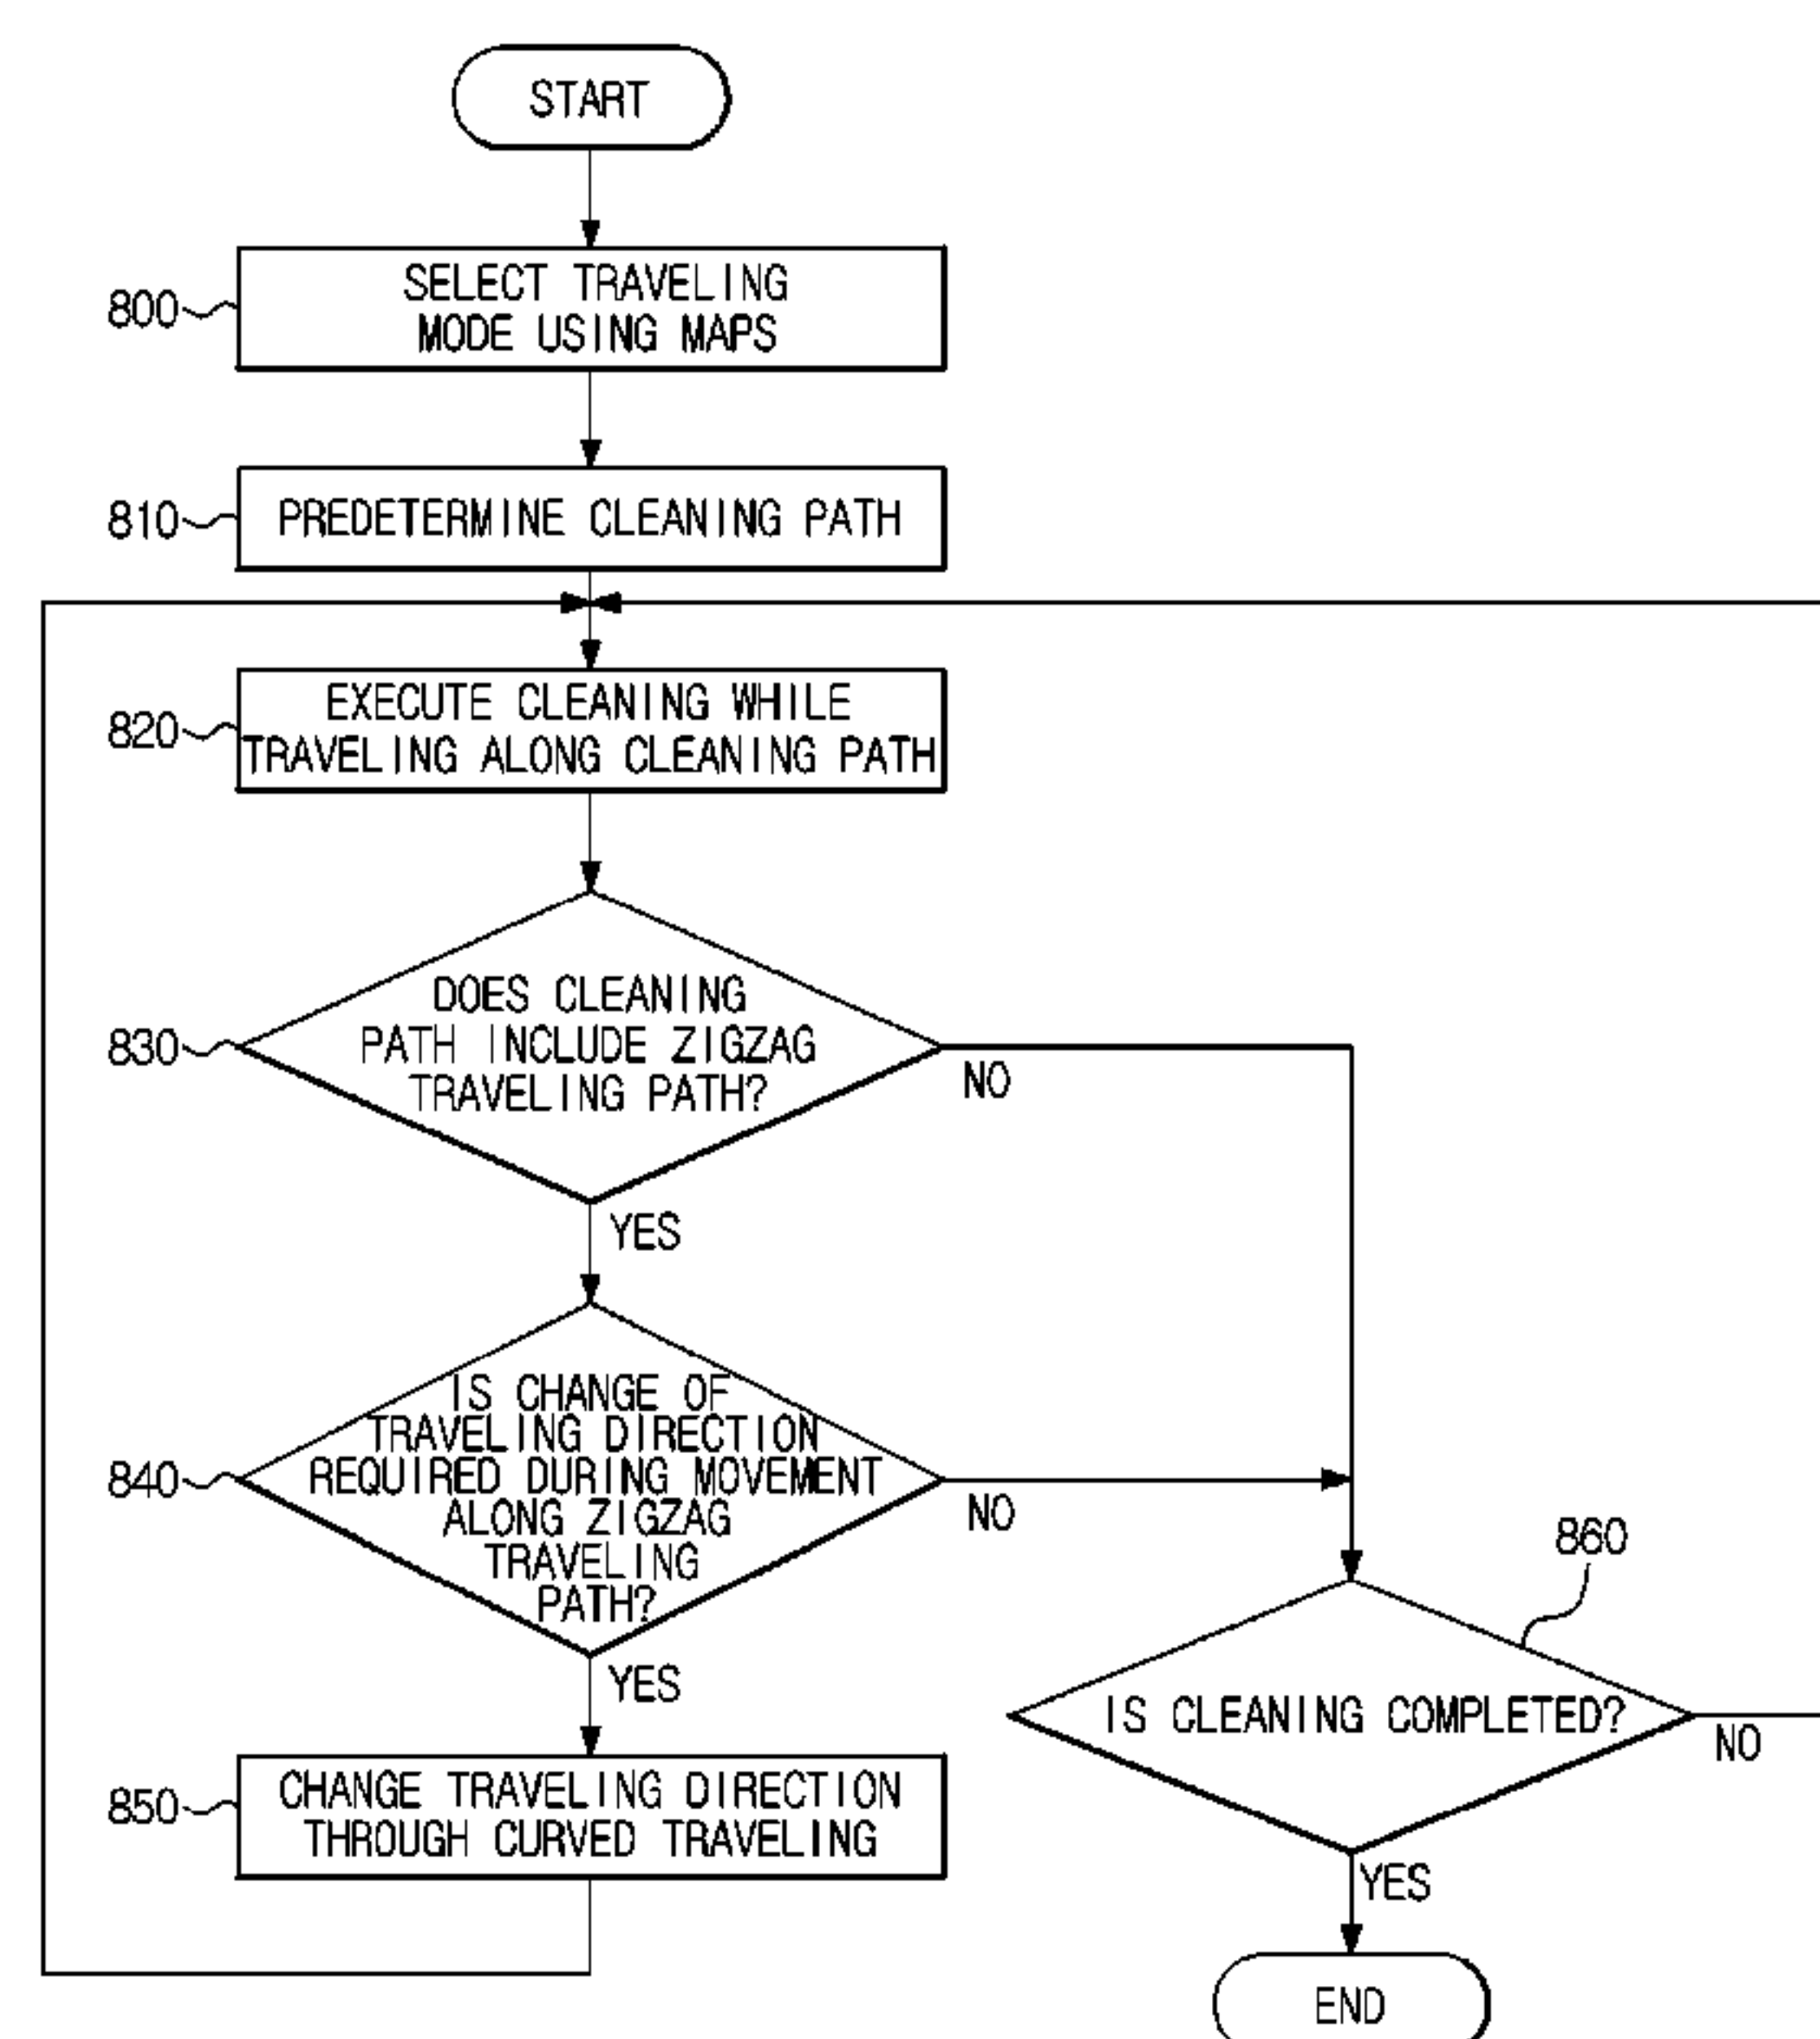 START
800
SELECT TRAVELING
MODE USING MAPS
810
PREDETERMINE CLEANING PATH
820
EXECUTE CLEANING WHILE
TRAVELING ALONG CLEANING PATH
830
DOES CLEANING
PATH INCLUDE ZIGZAG
TRAVELING PATH?
NO
YES
840
IS CHANGE OF
TRAVELING DIRECTION
REQUIRED DURING MOVEMENT
ALONG ZIGZAG
TRAVELING
PATH?
NO
YES
860
IS CLEANING COMPLETED?
NO
YES
850
CHANGE TRAVELING DIRECTION
THROUGH CURVED TRAVELING
END